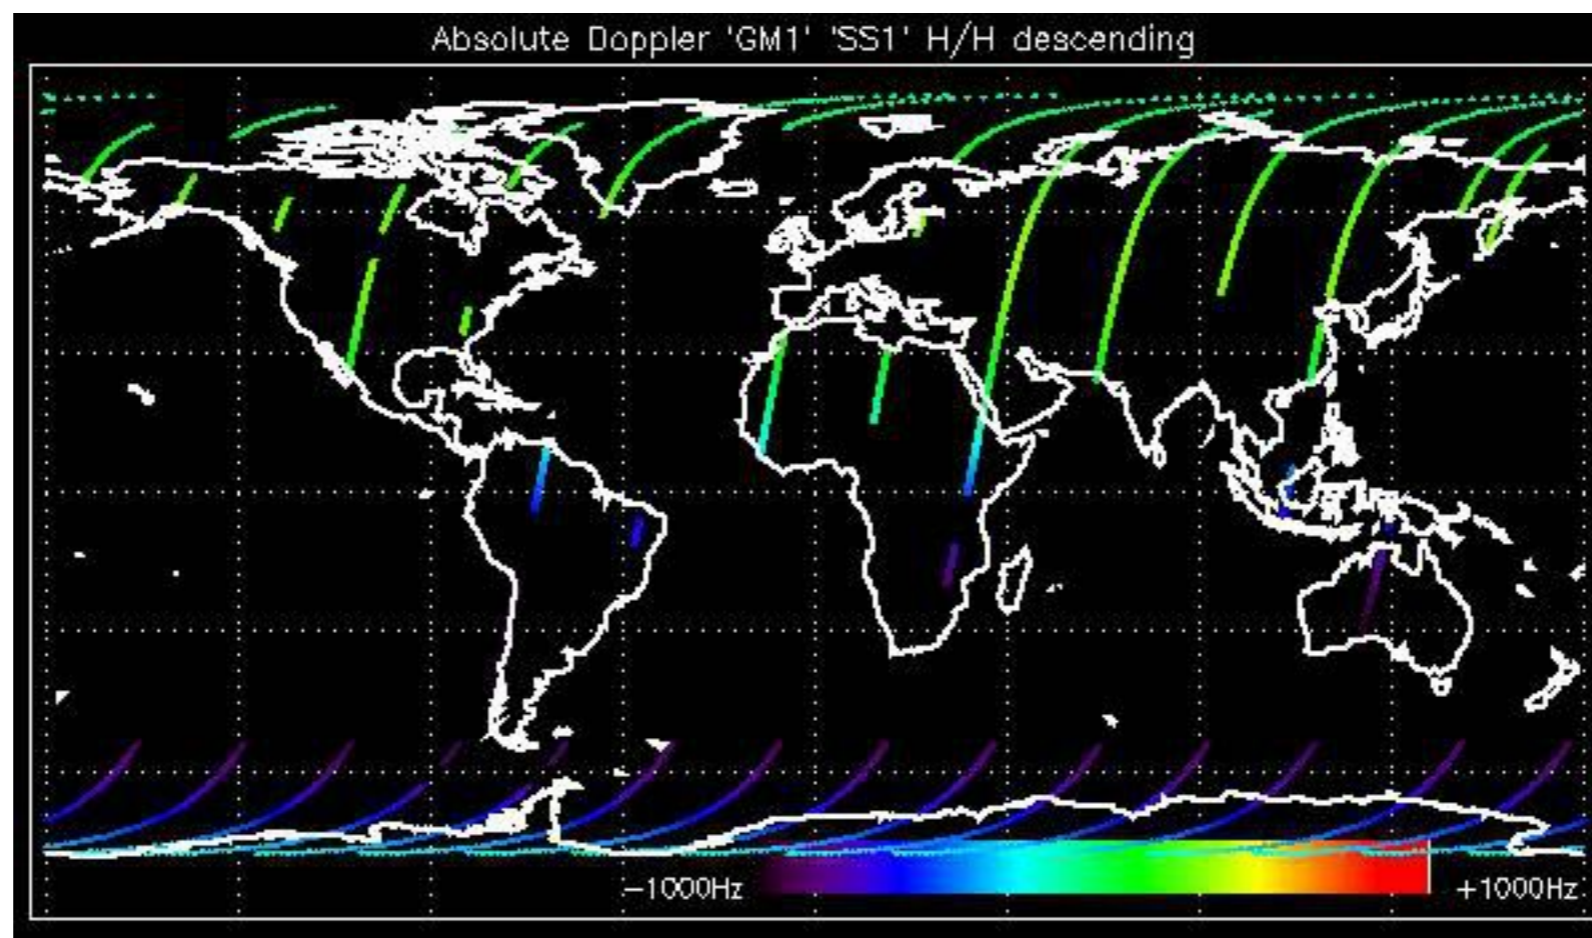 Absolute Doppler 'GM1' 'SS1' H/H descending
−1000Hz
+1000Hz